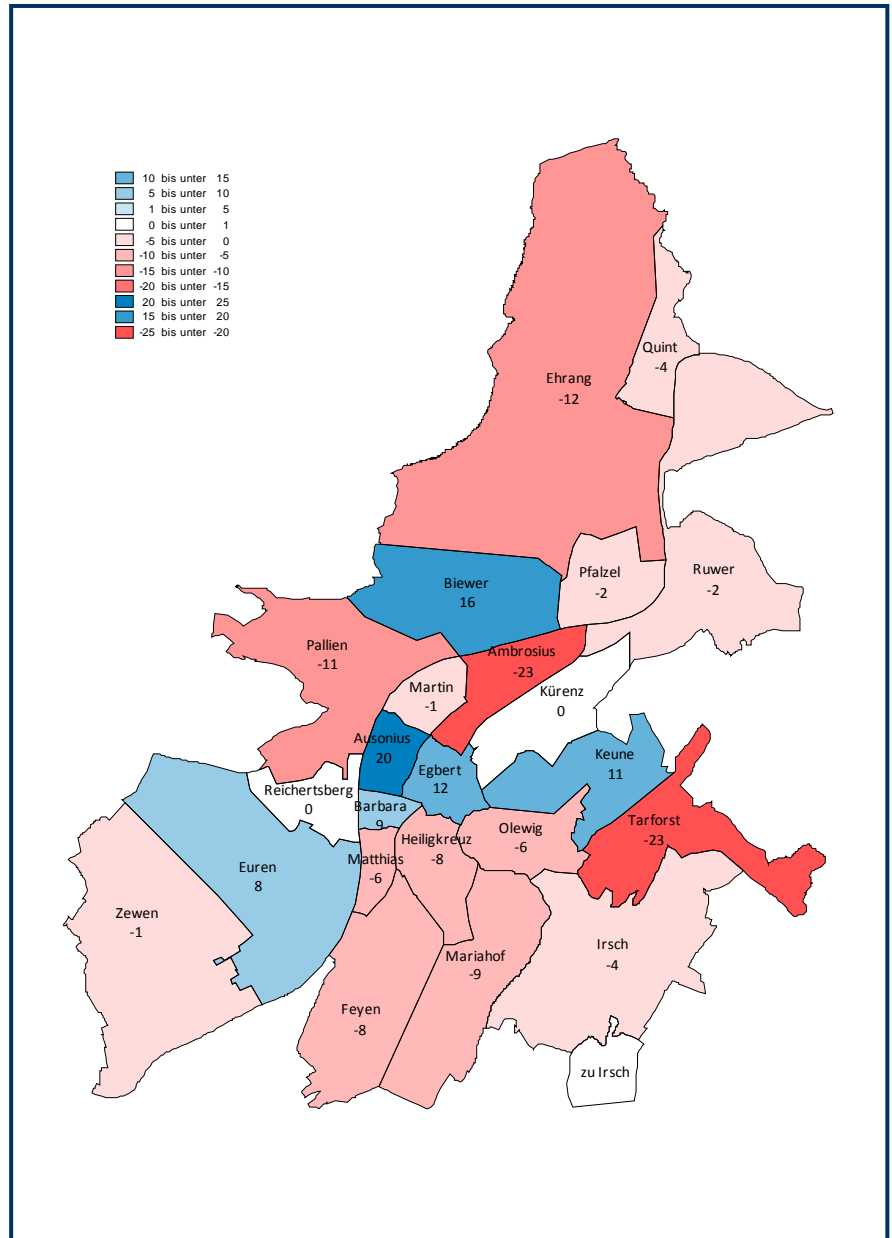 10 bis unter 15
5 bis unter 10
1 bis unter 5
0 bis unter 1
-5 bis unter 0
-10 bis unter -5
-15 bis unter -10
-20 bis unter -15
20 bis unter 25
15 bis unter 20
-25 bis unter -20
Quint
-4
Ehrang
-12
Pfalzel
-2
Ruwer
-2
Biewer
16
Pallien
-11
Ambrosius
-23
Martin
-1
Kürenz
0
Ausonius
20
Keune
11
Egbert
12
Reichertsberg
0
Barbara
9
Tarforst
-23
Olewig
-6
Heiligkreuz
-8
Matthias
-6
Euren
8
Zewen
-1
Irsch
-4
Mariahof
-9
Feyen
-8
zu Irsch